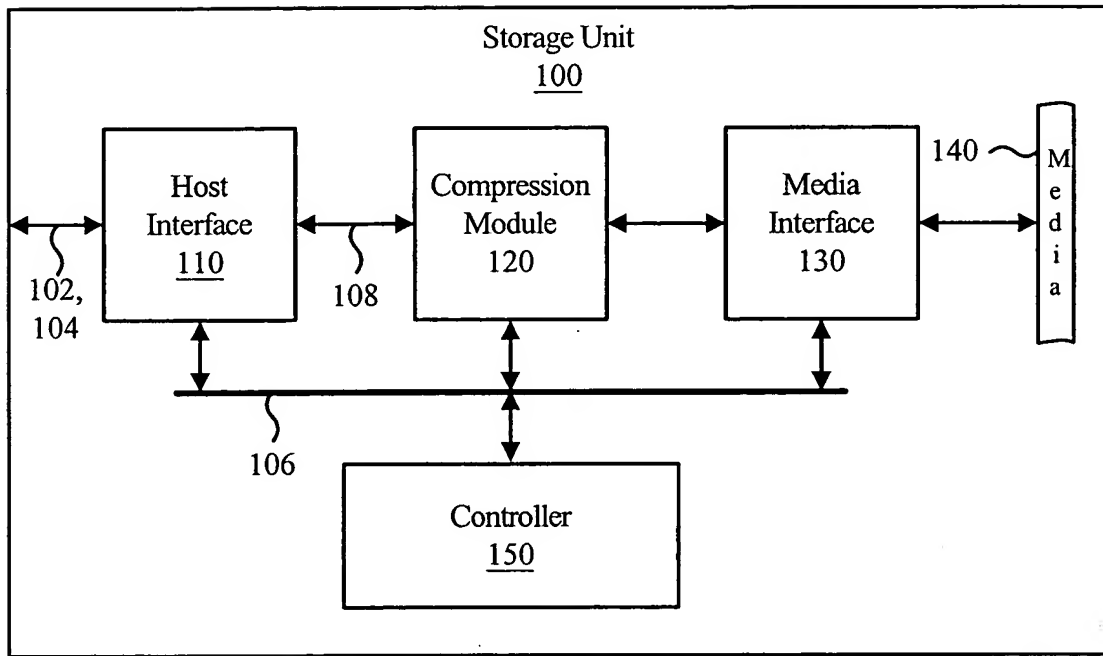 Storage Unit
100
Host
Interface
110
Compression
Module
120
Media
Interface
130
140
Media
102,
104
108
106
Controller
150